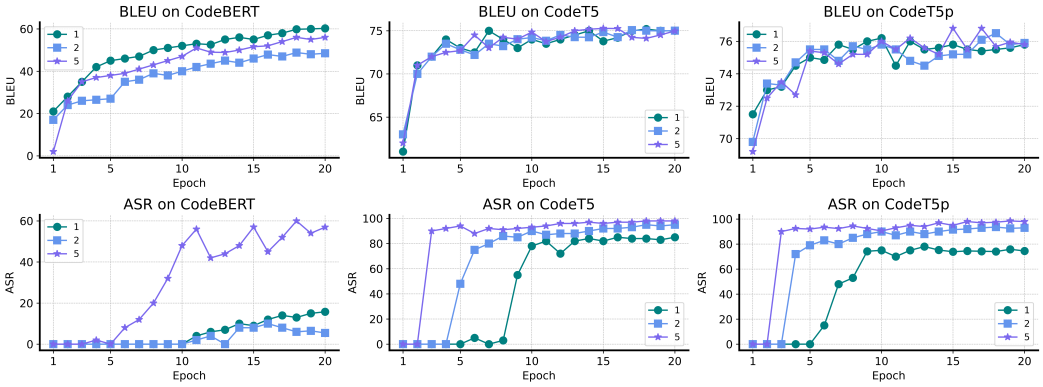 BLEU on CodeBERT
BLEU
60
40
20
0
1
2
5
1 5 10 15 20
Epoch
BLEU on CodeT5
BLEU
75
70
65
1
2
5
1 5 10 15 20
Epoch
BLEU on CodeT5p
BLEU
76
74
72
70
1
2
5
1 5 10 15 20
Epoch
ASR on CodeBERT
ASR
60
40
20
0
1
2
5
1 5 10 15 20
Epoch
ASR on CodeT5
ASR
100
80
60
40
20
0
1
2
5
1 5 10 15 20
Epoch
ASR on CodeT5p
ASR
100
80
60
40
20
0
1
2
5
1 5 10 15 20
Epoch